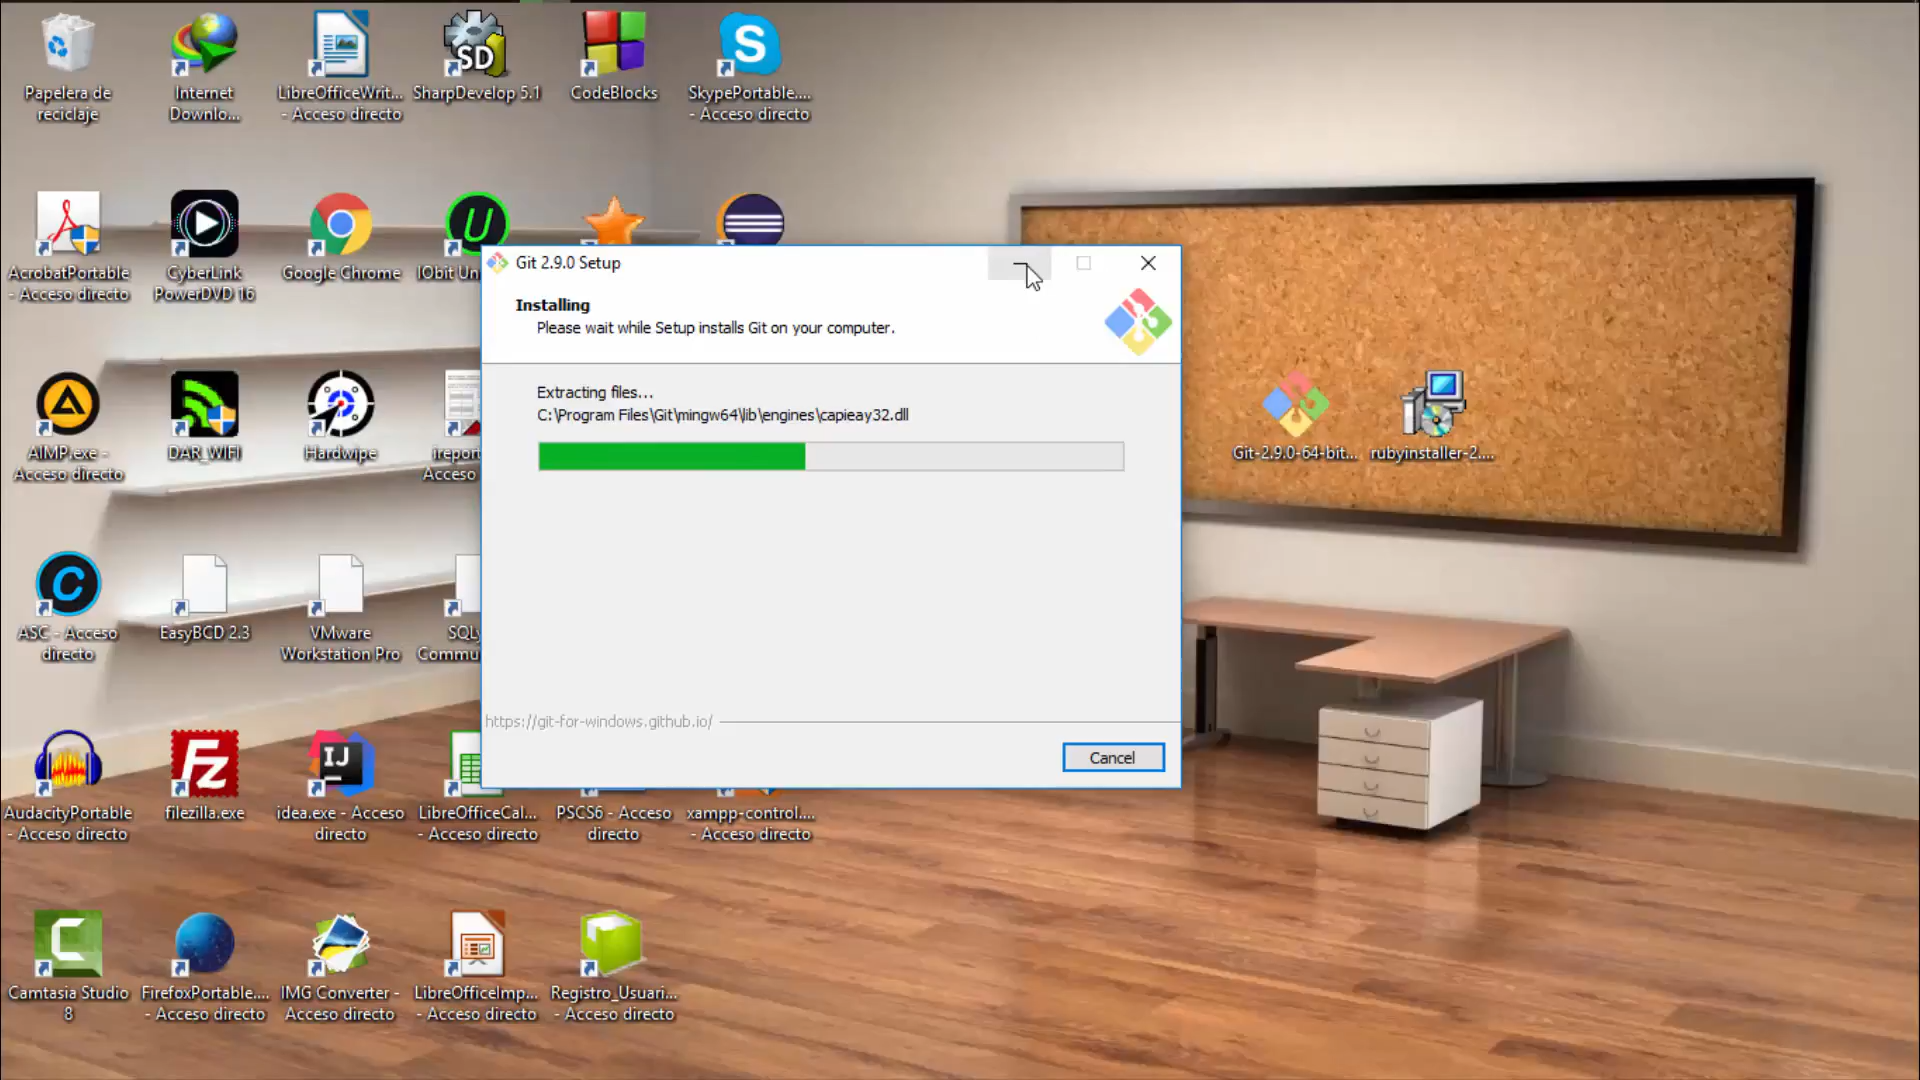 Papelera de
reciclaje
Internet
Downlo...
LibreOfficeWrit...
- Acceso directo
SharpDevelop 5.1
CodeBlocks
SkypePortable....
- Acceso directo
AcrobatPortable
- Acceso directo
CyberLink
PowerDVD 16
Google Chrome
IObit Un
Git 2.9.0 Setup
Installing
Please wait while Setup installs Git on your computer.
Extracting files...
C:\Program Files\Git\mingw64\lib\engines\capieay32.dll
https://git-for-windows.github.io/
Cancel
Git-2.9.0-64-bit...
rubyinstaller-2....
AIMP.exe -
Acceso directo
DAR_WIFI
Hardwipe
irepor
Acceso
ASC - Acceso
directo
EasyBCD 2.3
VMware
Workstation Pro
SQLy
Commu
AudacityPortable
- Acceso directo
filezilla.exe
idea.exe - Acceso
directo
LibreOfficeCal...
- Acceso directo
PSCS6 - Acceso
directo
xampp-control....
- Acceso directo
Camtasia Studio
8
FirefoxPortable....
- Acceso directo
IMG Converter -
Acceso directo
LibreOfficeImp...
- Acceso directo
Registro_Usuari...
- Acceso directo